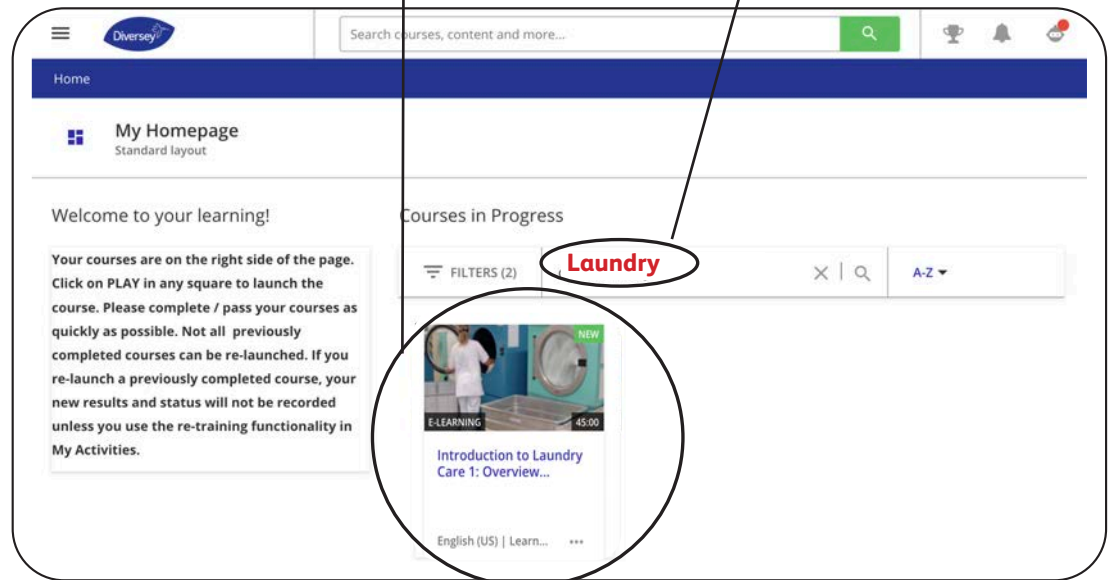 Diversey
Search courses, content and more...
Home
My Homepage
Standard layout
Welcome to your learning!
Your courses are on the right side of the page.
Click on PLAY in any square to launch the
course. Please complete / pass your courses as
quickly as possible. Not all previously
completed courses can be re-launched. If you
re-launch a previously completed course, your
new results and status will not be recorded
unless you use the re-training functionality in
My Activities.
Courses in Progress
FILTERS (2)
Laundry
A-Z
NEW
E-LEARNING
45:00
Introduction to Laundry
Care 1: Overview...
English (US) | Learn...